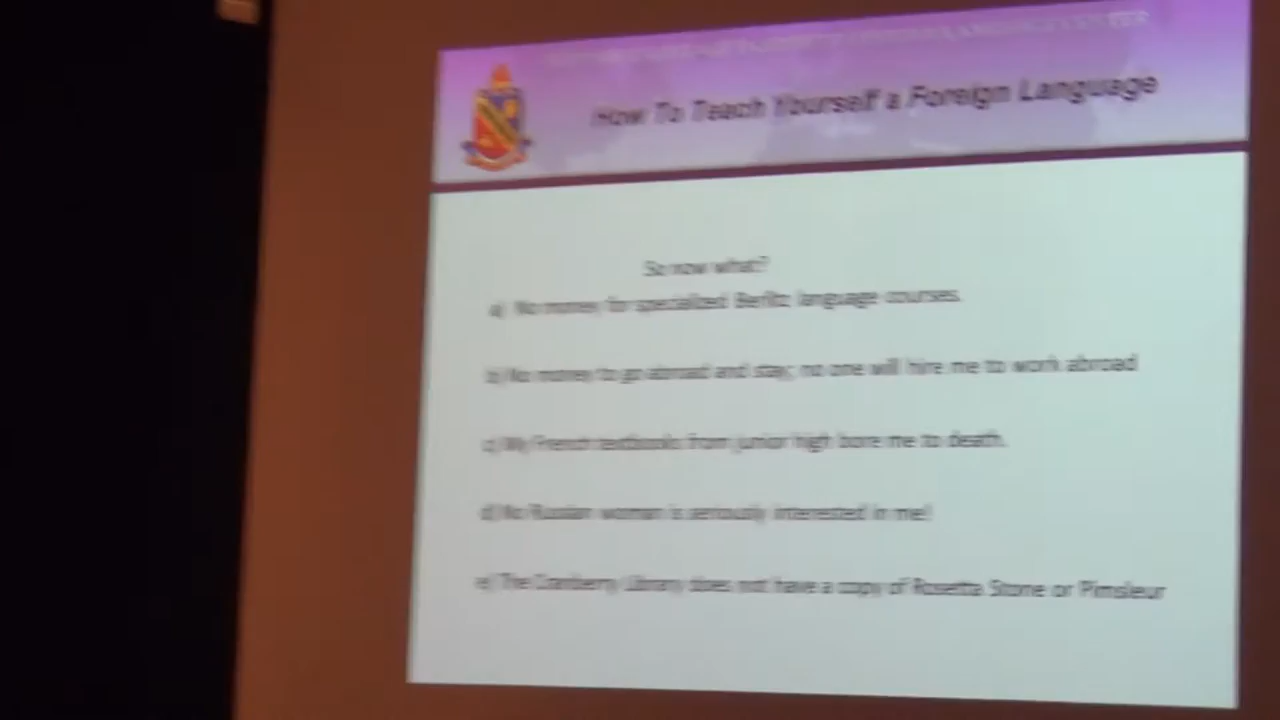 How To Teach Yourself a Foreign Language
So now what?
a) No money for specialized Berlitz language courses.
b) No money to go abroad and stay; no one will hire me to work abroad
c) My French textbooks from junior high bore me to death.
d) No Russian woman is seriously interested in me!
e) The Cranberry Library does not have a copy of Rosetta Stone or Pimsleur